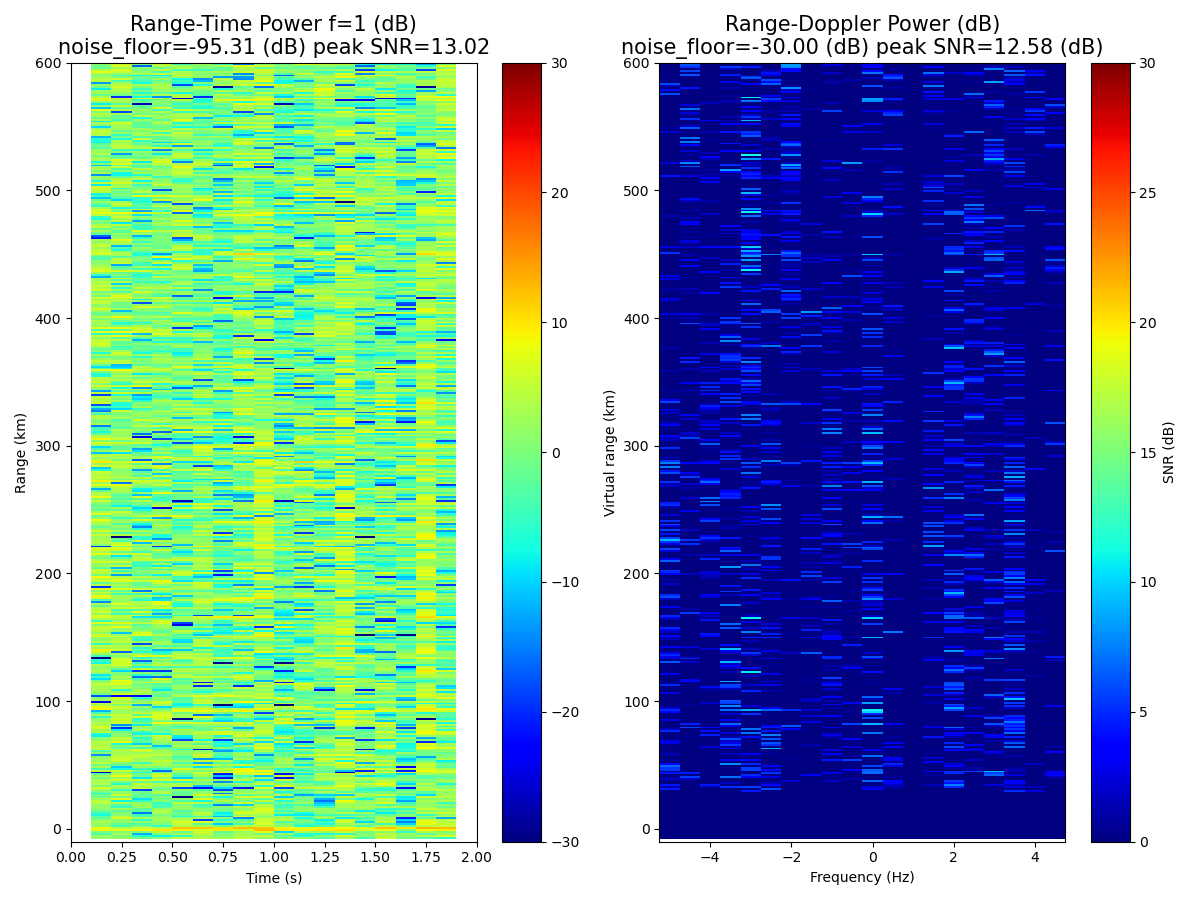 Range-Time Power f=1 (dB)
noise_floor=-95.31 (dB) peak SNR=13.02
Range (km)
600
500
400
300
200
100
0
0.00 0.25 0.50 0.75 1.00 1.25 1.50 1.75 2.00
Time (s)
30
20
10
0
−10
−20
−30
Range-Doppler Power (dB)
noise_floor=-30.00 (dB) peak SNR=12.58 (dB)
Virtual range (km)
600
500
400
300
200
100
0
−4 −2 0 2 4
Frequency (Hz)
30
25
20
15
10
5
0
SNR (dB)